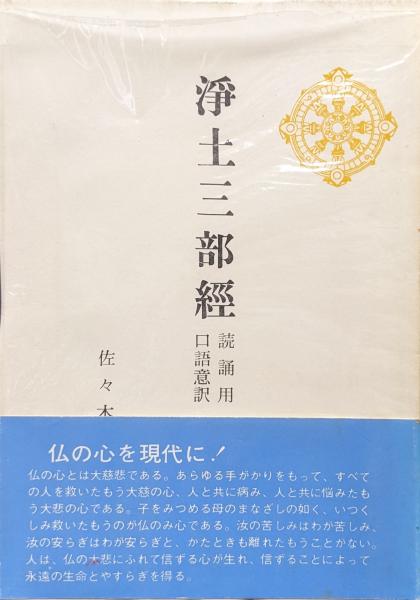 淨土三部經
読誦用
口語意訳
佐々木
仏の心を現代に!
仏の心とは大慈悲である。あらゆる手がかりをもって、すべて
の人を救いたもう大慈の心、人と共に病み、人と共に悩みたも
う大悲の心である。子をみつめる母のまなざしの如く、いつく
しみ救いたもうのが仏のみ心である。汝の苦しみはわが苦しみ、
汝の安らぎはわが安らぎと、かたときも離れたもうことがない。
人は、仏の大悲にふれて信ずる心が生れ、信ずることによって
永遠の生命とやすらぎを得る。